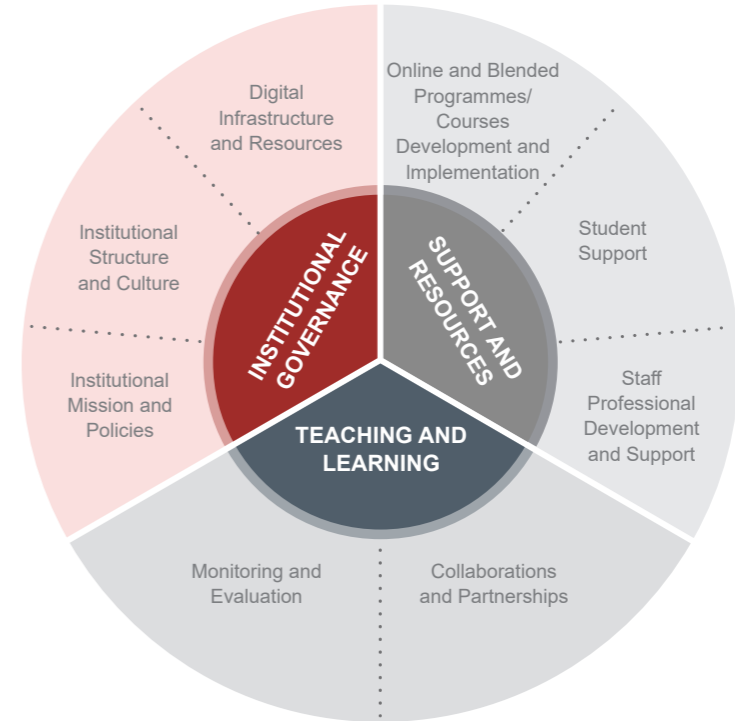 Digital
Infrastructure
and Resources
Online and Blended
Programmes/
Courses
Development and
Implementation
Institutional
Structure
and Culture
Student
Support
INSTITUTIONAL
GOVERNANCE
SUPPORT AND
RESOURCES
Institutional
Mission and
Policies
Staff
Professional
Development
and Support
TEACHING AND
LEARNING
Monitoring and
Evaluation
Collaborations
and Partnerships